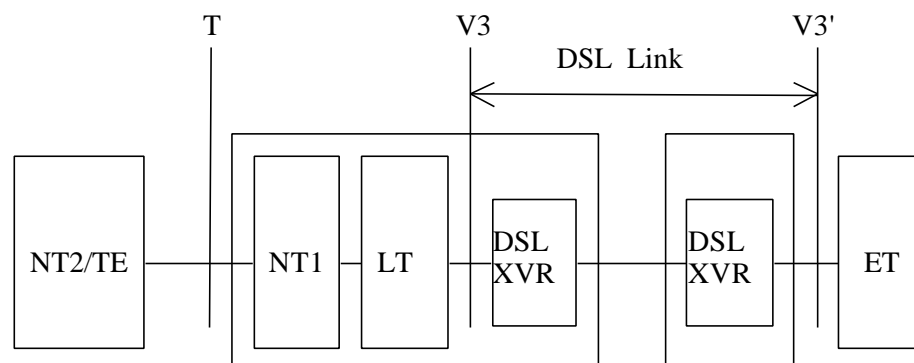 T
V3
V3'
DSL Link
NT2/TE
NT1
LT
DSL
XVR
DSL
XVR
ET